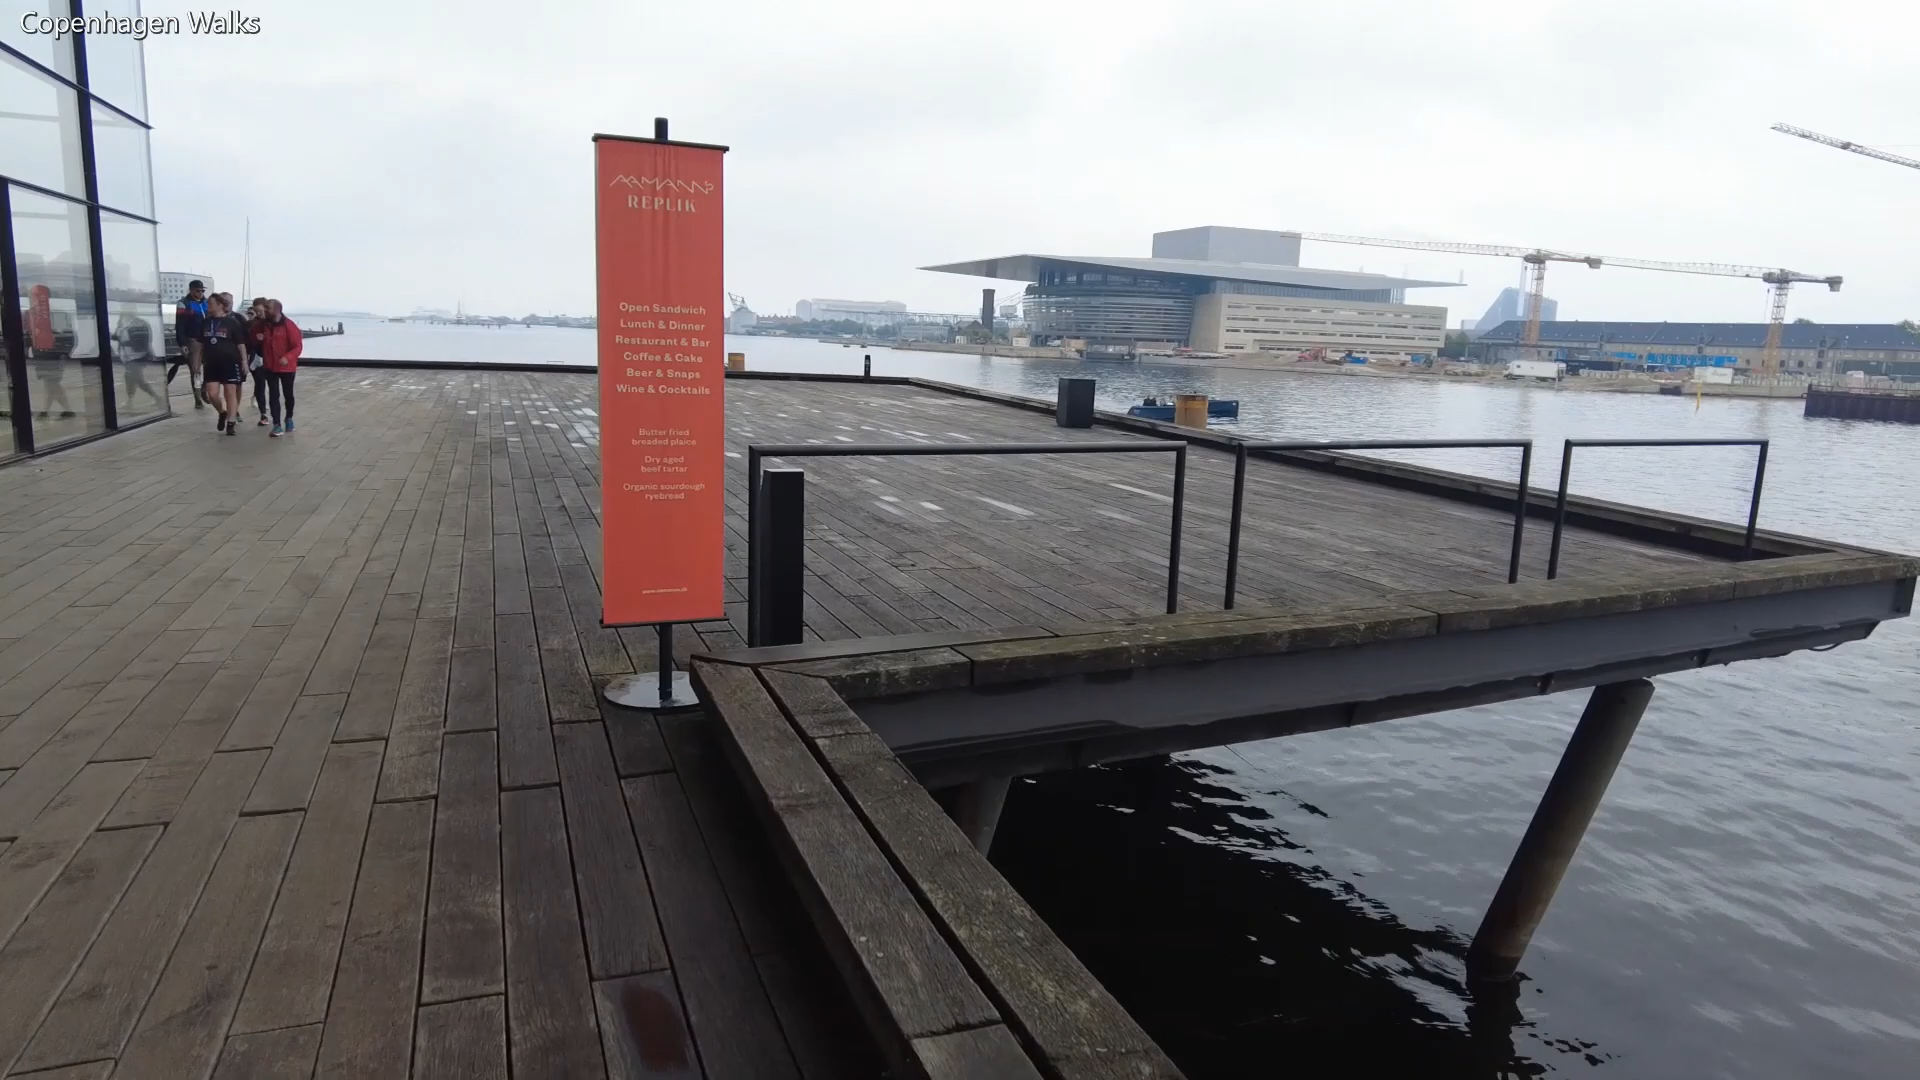 Copenhagen Walks
AAMANNS
REPLIK
Open Sandwich
Lunch & Dinner
Restaurant & Bar
Coffee & Cake
Beer & Snaps
Wine & Cocktails
Butter fried
breaded plaice
Dry aged
beef tartar
Organic sourdough
ryebread